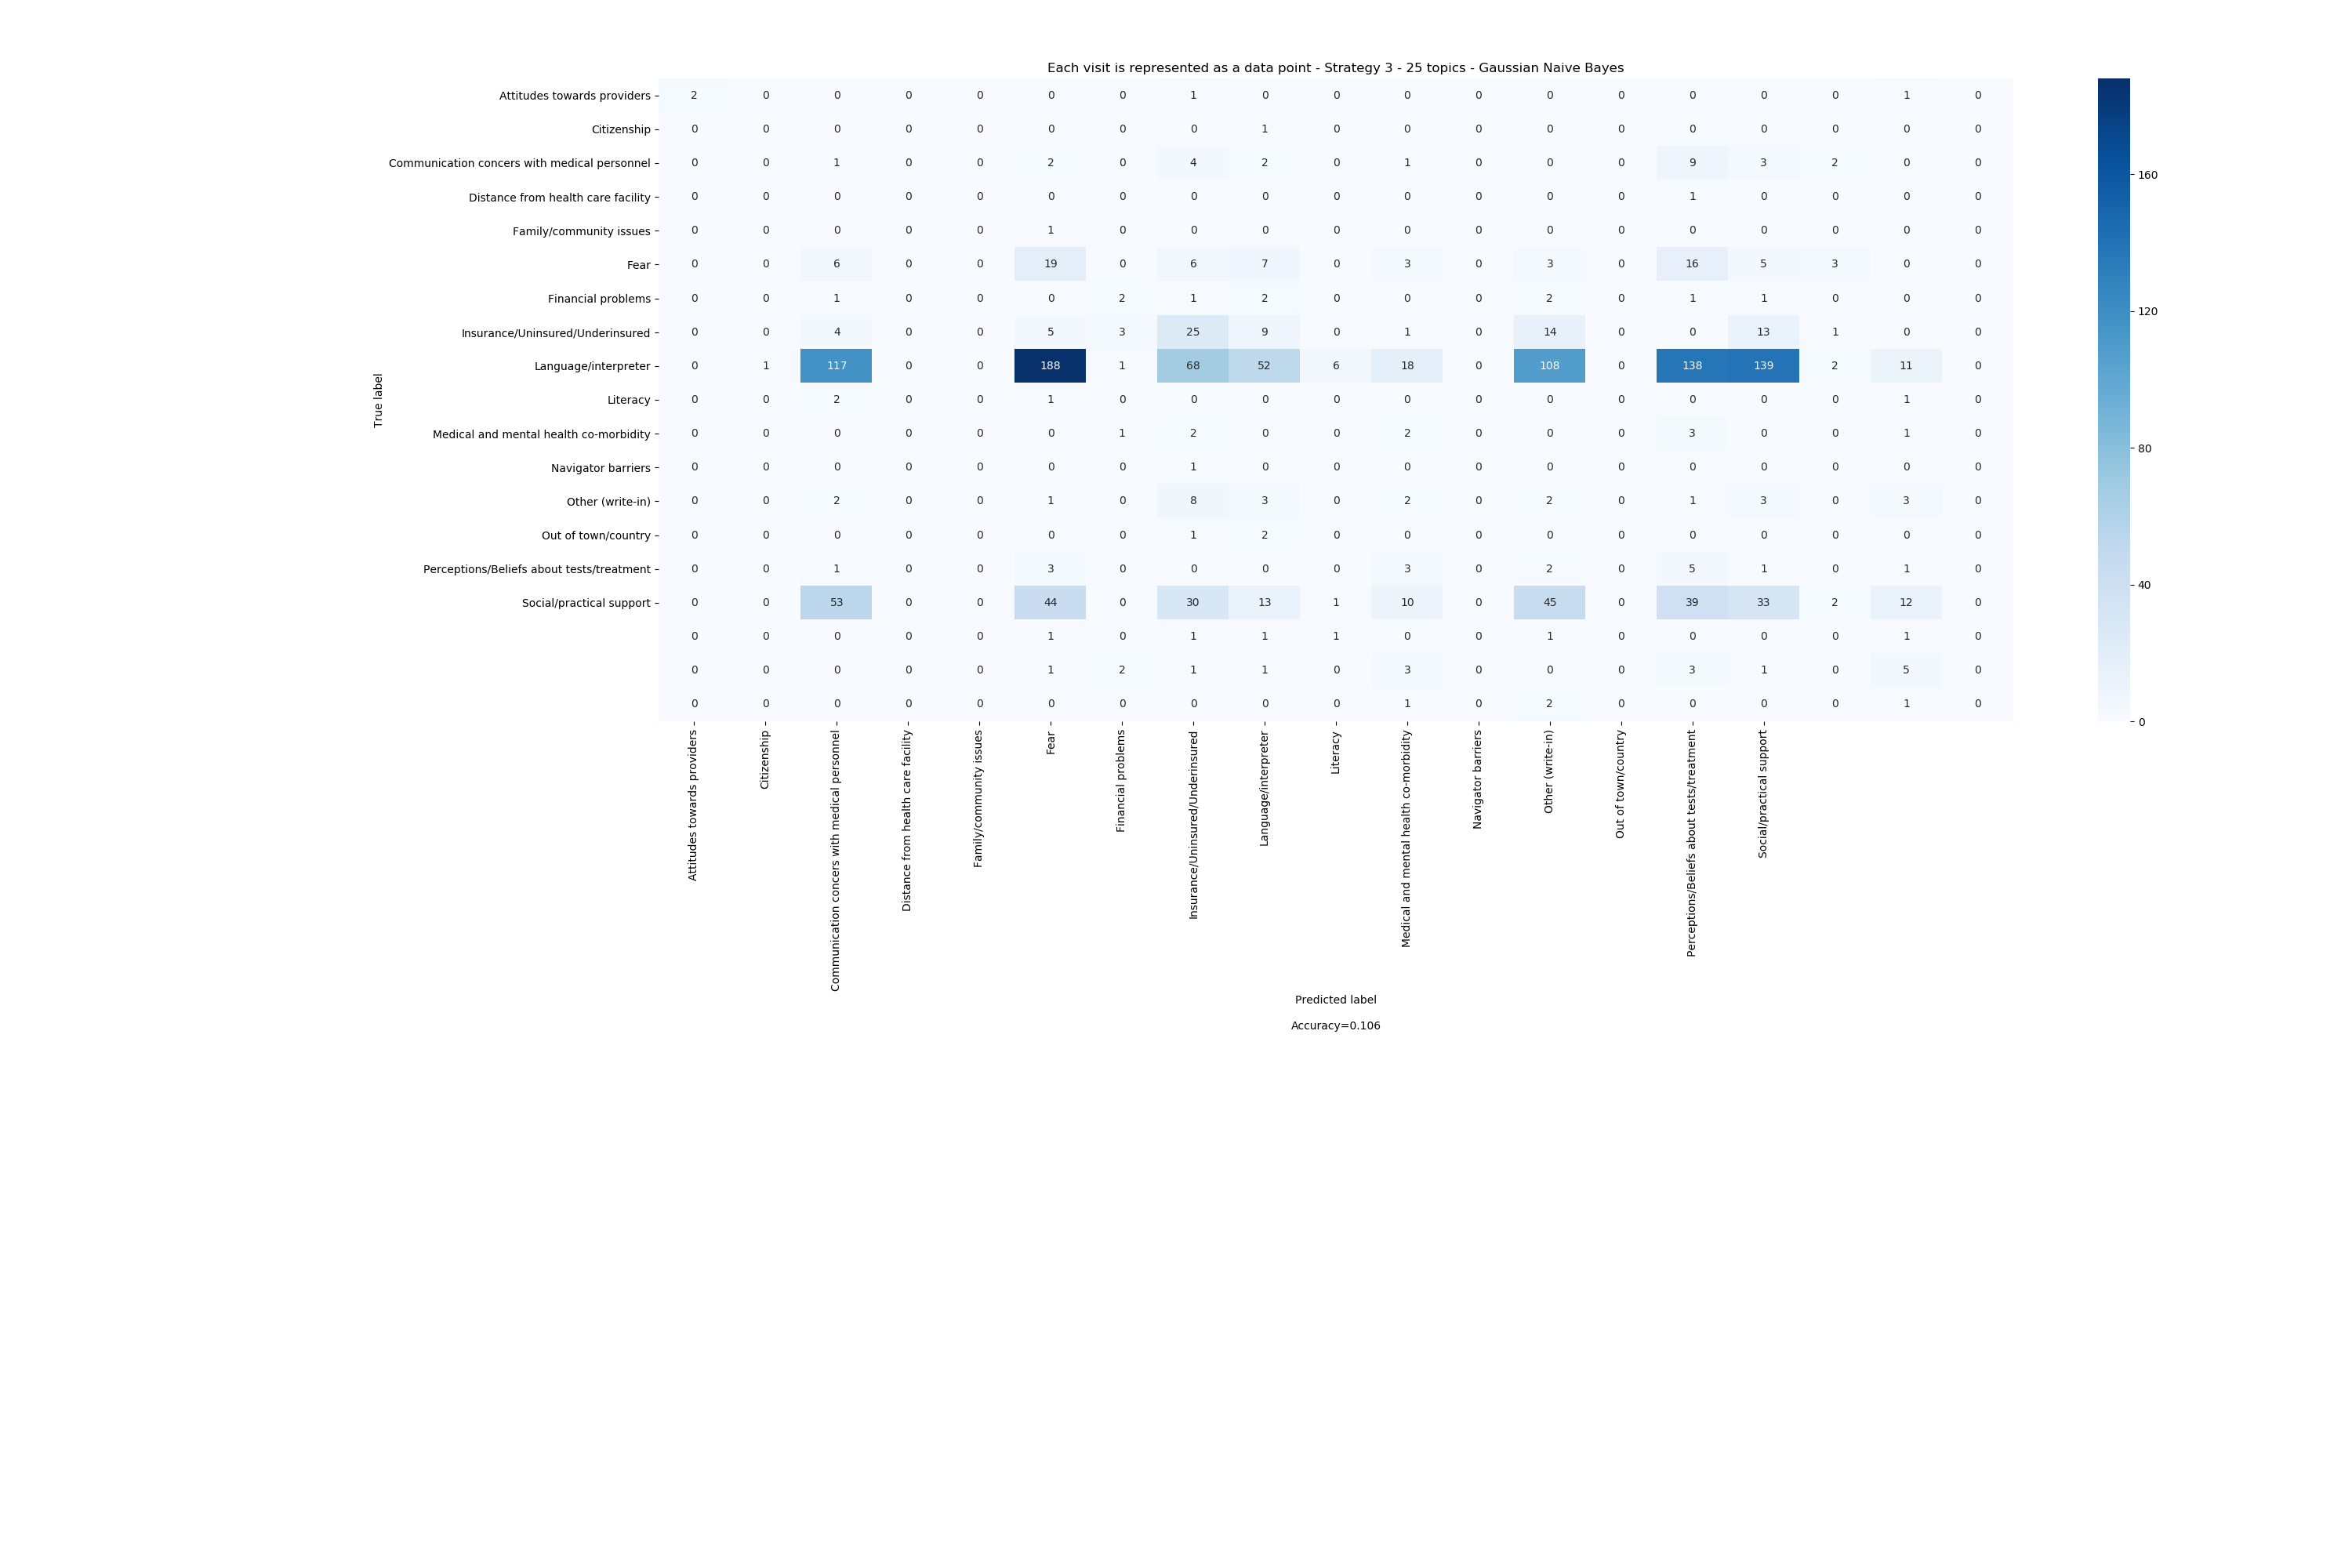 Each visit is represented as a data point - Strategy 3 - 25 topics - Gaussian Naive Bayes
Attitudes towards providers 2 0 0 0 0 0 0 1 0 0 0 0 0 0 0 0 0 1 0
Citizenship 0 0 0 0 0 0 0 0 1 0 0 0 0 0 0 0 0 0 0
Communication concers with medical personnel 0 0 1 0 0 2 0 4 2 0 1 0 0 0 9 3 2 0 0
Distance from health care facility 0 0 0 0 0 0 0 0 0 0 0 0 0 0 1 0 0 0 0
Family/community issues 0 0 0 0 0 1 0 0 0 0 0 0 0 0 0 0 0 0 0
Fear 0 0 6 0 0 19 0 6 7 0 3 0 3 0 16 5 3 0 0
Financial problems 0 0 1 0 0 0 2 1 2 0 0 0 2 0 1 1 0 0 0
Insurance/Uninsured/Underinsured 0 0 4 0 0 5 3 25 9 0 1 0 14 0 0 13 1 0 0
Language/interpreter 0 1 117 0 0 188 1 68 52 6 18 0 108 0 138 139 2 11 0
Literacy 0 0 2 0 0 1 0 0 0 0 0 0 0 0 0 0 0 1 0
Medical and mental health co-morbidity 0 0 0 0 0 0 1 2 0 0 2 0 0 0 3 0 0 1 0
Navigator barriers 0 0 0 0 0 0 0 1 0 0 0 0 0 0 0 0 0 0 0
Other (write-in) 0 0 2 0 0 1 0 8 3 0 2 0 2 0 1 3 0 3 0
Out of town/country 0 0 0 0 0 0 0 1 2 0 0 0 0 0 0 0 0 0 0
Perceptions/Beliefs about tests/treatment 0 0 1 0 0 3 0 0 0 0 3 0 2 0 5 1 0 1 0
Social/practical support 0 0 53 0 0 44 0 30 13 1 10 0 45 0 39 33 2 12 0
0 0 0 0 0 1 0 1 1 1 0 0 1 0 0 0 0 1 0
0 0 0 0 0 1 2 1 1 0 3 0 0 0 3 1 0 5 0
0 0 0 0 0 0 0 0 0 0 1 0 2 0 0 0 0 1 0
True label
160
120
80
40
0
Attitudes towards providers
Citizenship
Communication concers with medical personnel
Distance from health care facility
Family/community issues
Fear
Financial problems
Insurance/Uninsured/Underinsured
Language/interpreter
Literacy
Medical and mental health co-morbidity
Navigator barriers
Other (write-in)
Out of town/country
Perceptions/Beliefs about tests/treatment
Social/practical support
Predicted label
Accuracy=0.106